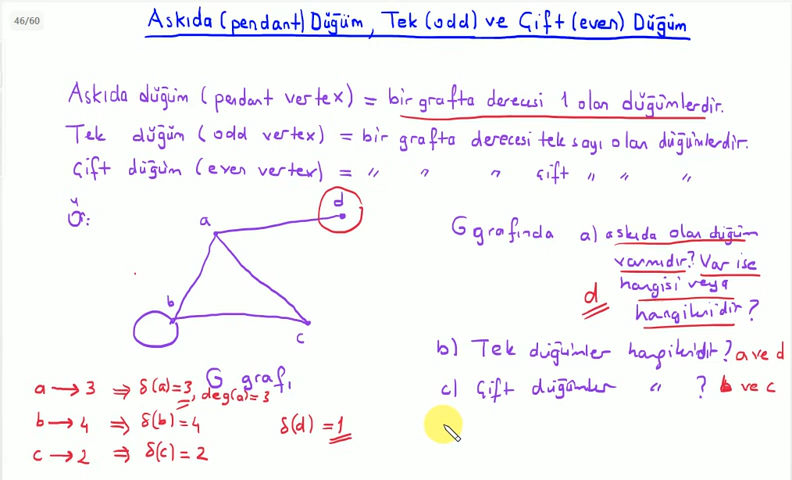 46/60
Askıda (pendant) Düğüm, Tek (odd) ve Çift (even) Düğüm
Askıda düğüm (pendant vertex) = bir grafta derecesi 1 olan düğümlerdir.
Tek düğüm (odd vertex) = bir grafta derecesi tek sayı olan düğümlerdir.
Çift düğüm (even vertex) = " " " çift " " "
Ör:
a
d
b
c
G grafı
G grafında a) askıda olan düğüm
varmıdır? Var ise
hangisi veya
hangileridir?
d
b) Tek düğümler hangileridir? a ve d
c) Çift düğümler " ? b ve c
a → 3 ⇒ δ(a)=3, deg(a)=3
b → 4 ⇒ δ(b)=4
δ(d)=1
c → 2 ⇒ δ(c)=2